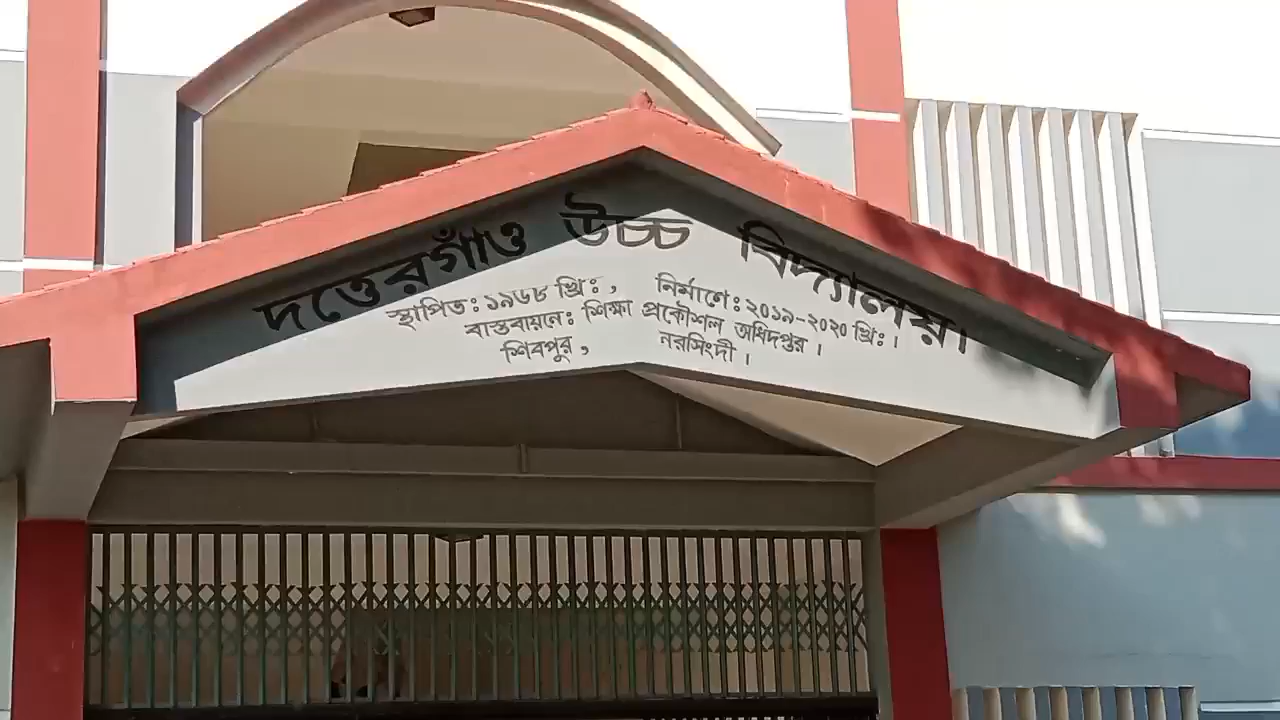 দত্তেরগাঁও উচ্চ বিদ্যালয়।
স্থাপিত: ১৯৬৮ খ্রিঃ, নির্মাণে: ২০১৯-২০২০ খ্রিঃ।
বাস্তবায়নে: শিক্ষা প্রকৌশল অধিদপ্তর।
শিবপুর, নরসিংদী।